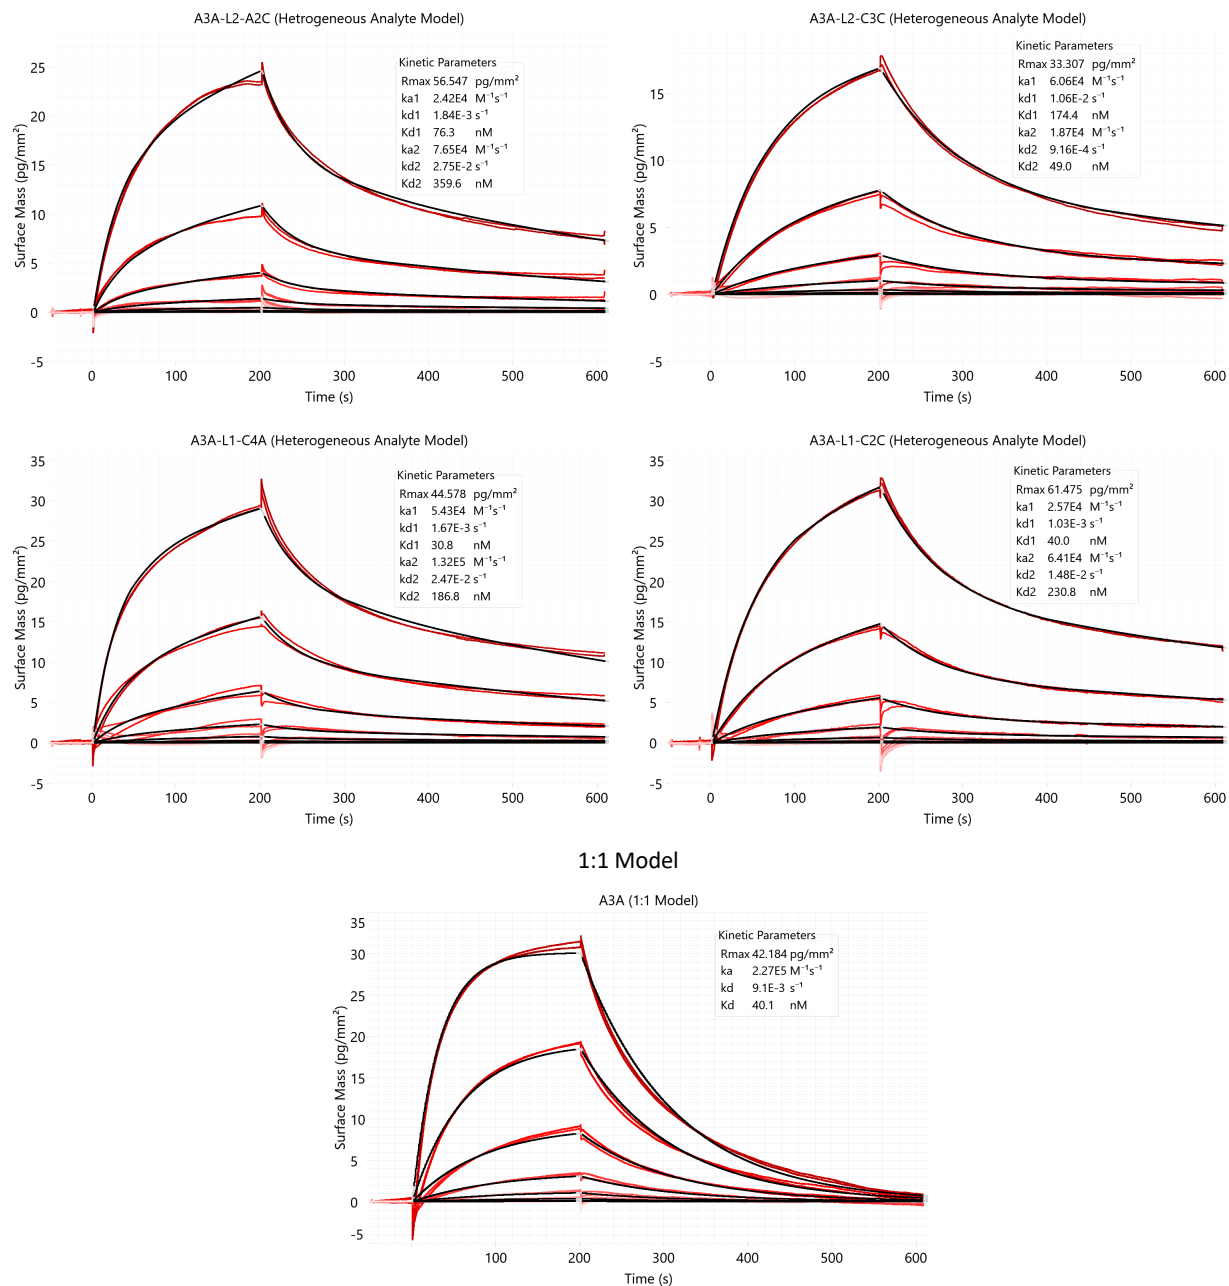 A3A-L2-A2C (Hetrogeneous Analyte Model)
Surface Mass (pg/mm²)
25
20
15
10
5
0
-5
Kinetic Parameters
Rmax 56.547 pg/mm²
ka1 2.42E4 M⁻¹s⁻¹
kd1 1.84E-3 s⁻¹
Kd1 76.3 nM
ka2 7.65E4 M⁻¹s⁻¹
kd2 2.75E-2 s⁻¹
Kd2 359.6 nM
0 100 200 300 400 500 600
Time (s)
A3A-L2-C3C (Heterogeneous Analyte Model)
Surface Mass (pg/mm²)
15
10
5
0
-5
Kinetic Parameters
Rmax 33.307 pg/mm²
ka1 6.06E4 M⁻¹s⁻¹
kd1 1.06E-2 s⁻¹
Kd1 174.4 nM
ka2 1.87E4 M⁻¹s⁻¹
kd2 9.16E-4 s⁻¹
Kd2 49.0 nM
0 100 200 300 400 500 600
Time (s)
A3A-L1-C4A (Heterogeneous Analyte Model)
Surface Mass (pg/mm²)
35
30
25
20
15
10
5
0
-5
Kinetic Parameters
Rmax 44.578 pg/mm²
ka1 5.43E4 M⁻¹s⁻¹
kd1 1.67E-3 s⁻¹
Kd1 30.8 nM
ka2 1.32E5 M⁻¹s⁻¹
kd2 2.47E-2 s⁻¹
Kd2 186.8 nM
0 100 200 300 400 500 600
Time (s)
A3A-L1-C2C (Heterogeneous Analyte Model)
Surface Mass (pg/mm²)
35
30
25
20
15
10
5
0
-5
Kinetic Parameters
Rmax 61.475 pg/mm²
ka1 2.57E4 M⁻¹s⁻¹
kd1 1.03E-3 s⁻¹
Kd1 40.0 nM
ka2 6.41E4 M⁻¹s⁻¹
kd2 1.48E-2 s⁻¹
Kd2 230.8 nM
0 100 200 300 400 500 600
Time (s)
1:1 Model
A3A (1:1 Model)
Surface Mass (pg/mm²)
35
30
20
15
10
5
0
-5
Kinetic Parameters
Rmax 42.184 pg/mm²
ka 2.27E5 M⁻¹s⁻¹
kd 9.1E-3 s⁻¹
Kd 40.1 nM
100 200 300 400 500 600
Time (s)